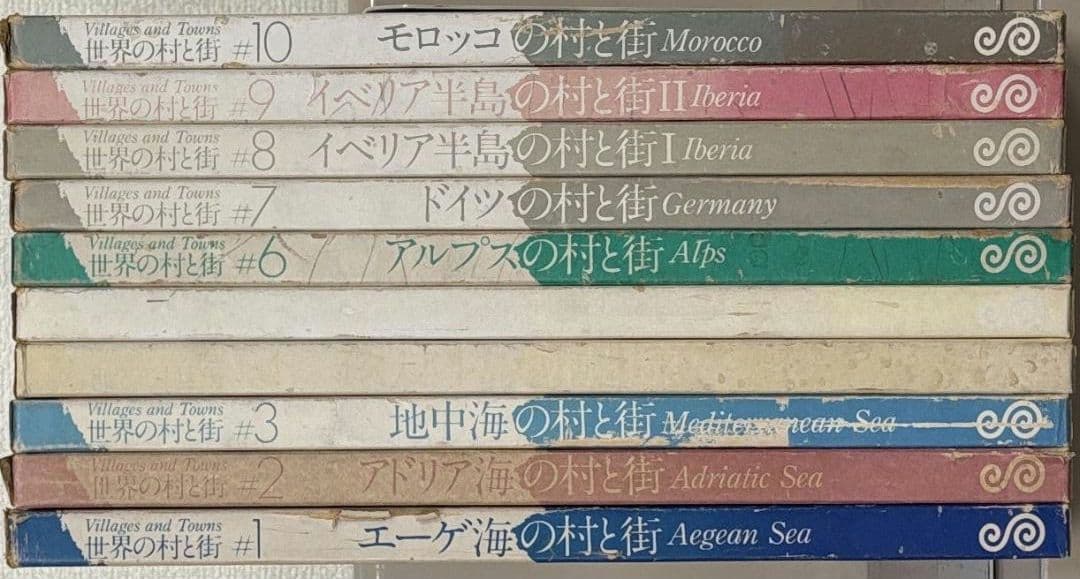 Villages and Towns
世界の村と街 #10 モロッコの村と街 Morocco
Villages and Towns
世界の村と街 #9 イベリア半島の村と街II Iberia
Villages and Towns
世界の村と街 #8 イベリア半島の村と街I Iberia
Villages and Towns
世界の村と街 #7 ドイツの村と街 Germany
Villages and Towns
世界の村と街 #6 アルプスの村と街 Alps
Villages and Towns
世界の村と街 #3 地中海の村と街 Mediterranean Sea
Villages and Towns
世界の村と街 #2 アドリア海の村と街 Adriatic Sea
Villages and Towns
世界の村と街 #1 エーゲ海の村と街 Aegean Sea